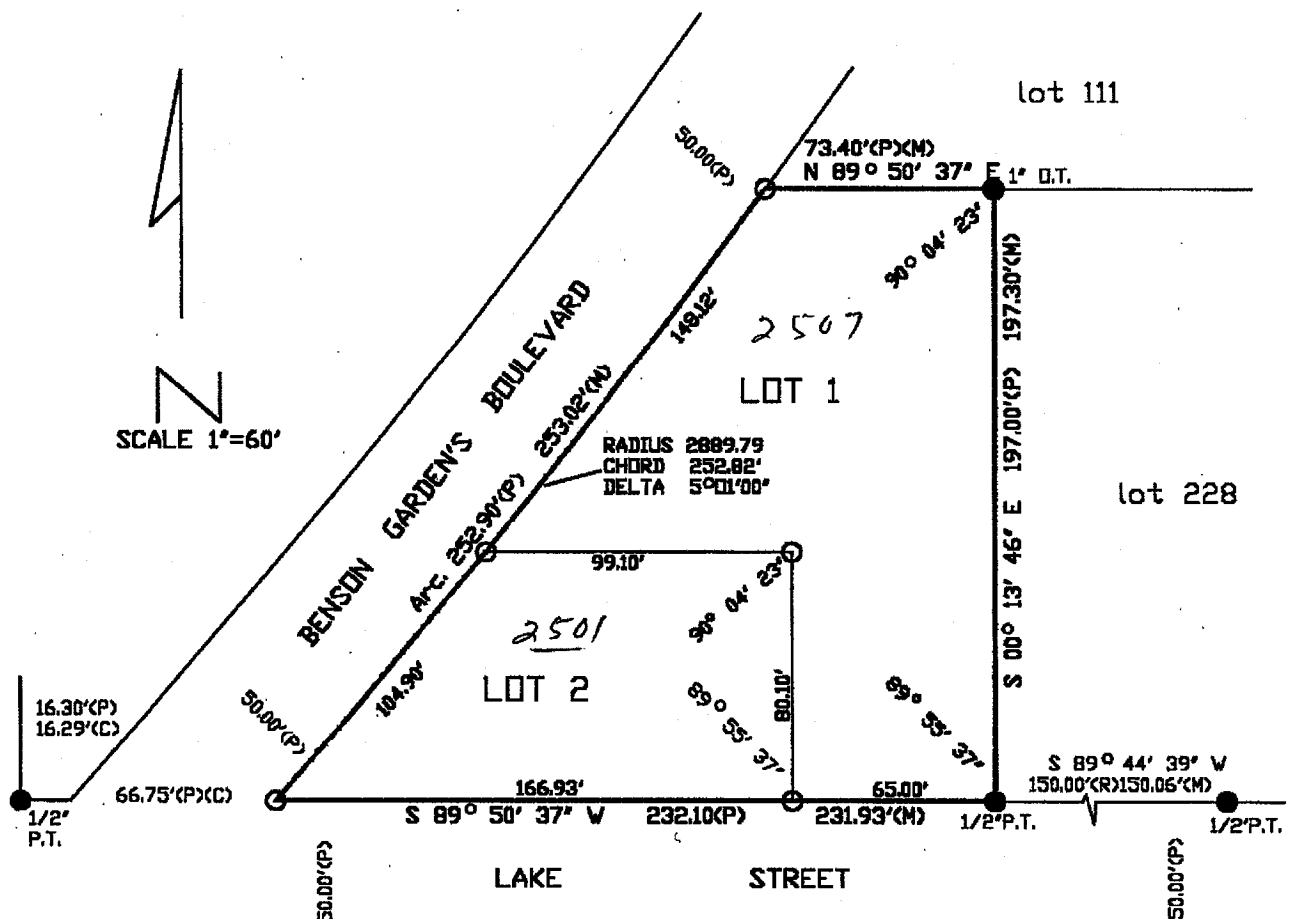 lot 111
50.00(P)
73.40'(P)(M)
N 89° 50' 37" E 1" O.T.
90° 04' 23"
197.00'(P) 197.30'(M)
S 00° 13' 46" E
2507
LOT 1
148.12'
BENSON GARDEN'S BOULEVARD
Arc. 252.90'(P) 253.02'(M)
RADIUS 2889.79
CHORD 252.82'
DELTA 5°01'00"
N
SCALE 1"=60'
lot 228
99.10'
90° 04' 23"
2501
LOT 2
104.90'
80.10'
89° 55' 37"
89° 55' 37"
50.00'(P)
16.30'(P)
16.29'(C)
66.75'(P)(C)
1/2"
P.T.
166.93'
65.00'
S 89° 50' 37" W 232.10(P) 231.93'(M)
1/2"P.T.
S 89° 44' 39" W
150.00'(R)150.06'(M)
1/2"P.T.
50.00'(P)
LAKE STREET
50.00'(P)